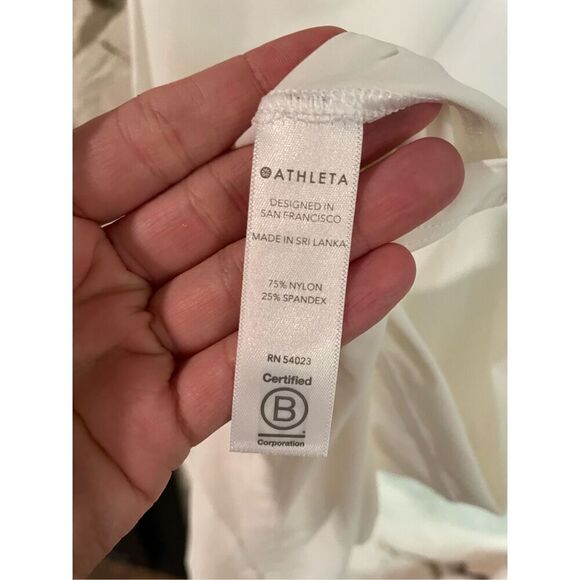 ATHLETA
DESIGNED IN
SAN FRANCISCO
MADE IN SRI LANKA
75% NYLON
25% SPANDEX
RN 54023
Certified
B
Corporation